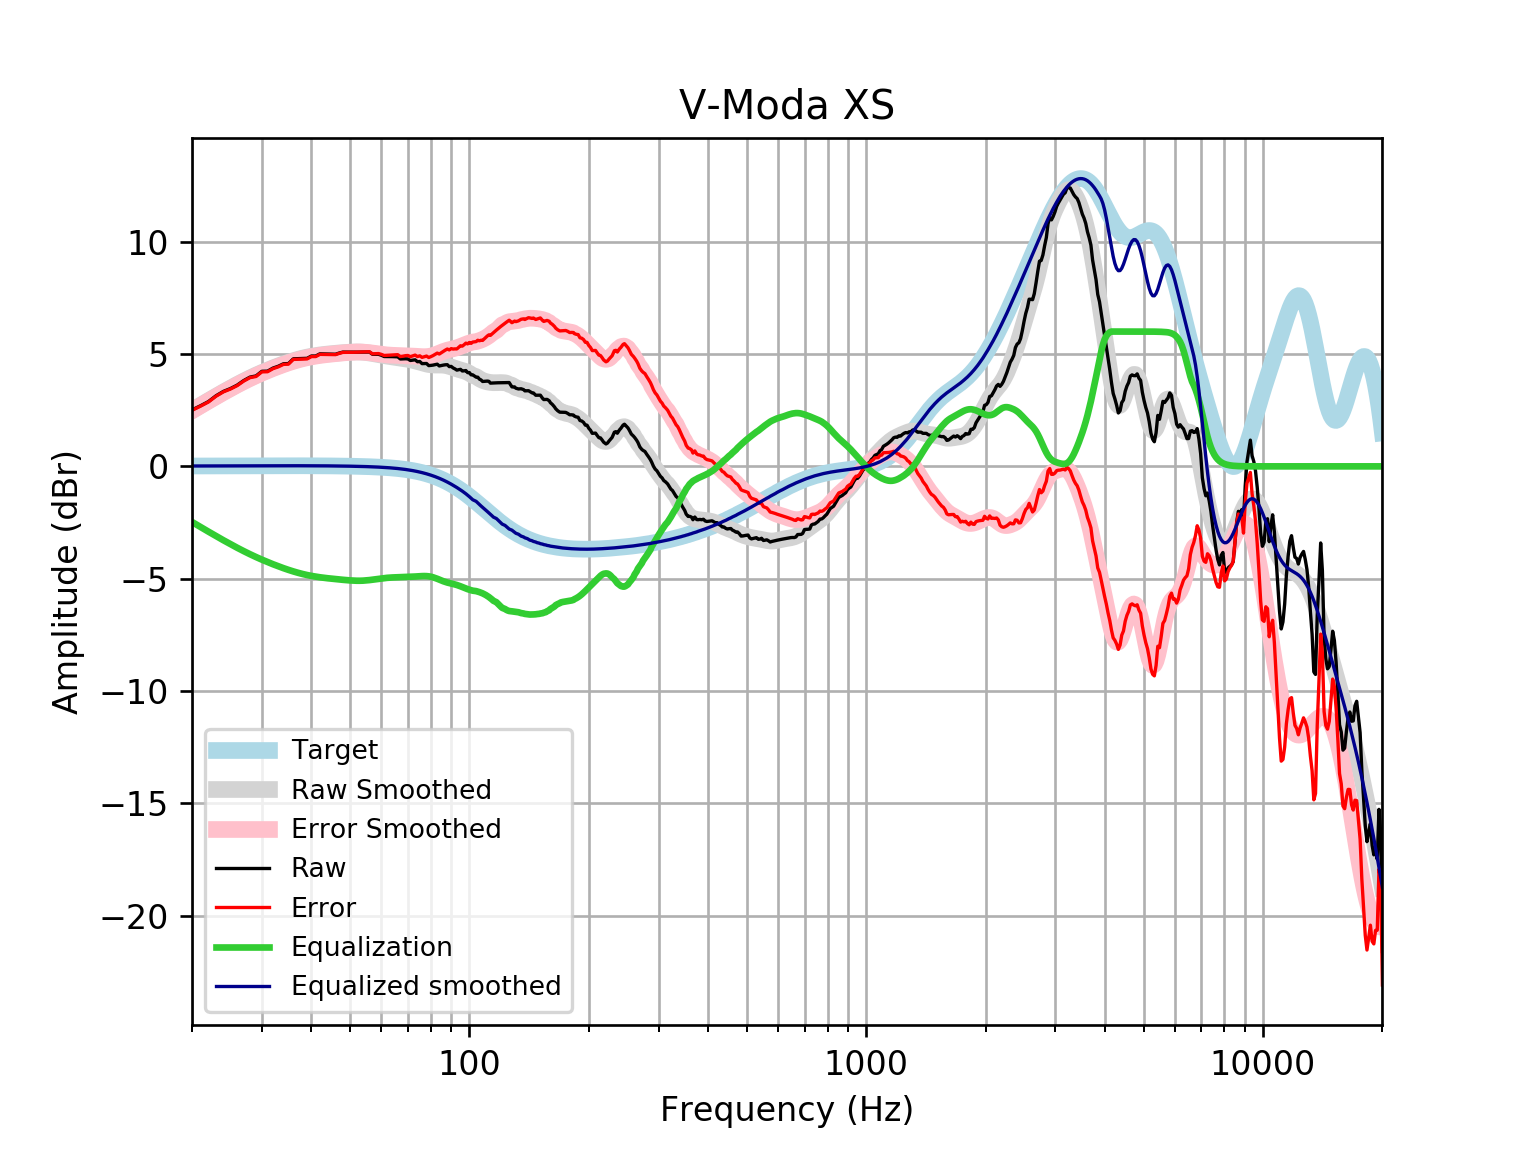 V-Moda XS
Amplitude (dBr)
10
5
0
−5
−10
−15
−20
Target
Raw Smoothed
Error Smoothed
Raw
Error
Equalization
Equalized smoothed
100
1000
10000
Frequency (Hz)